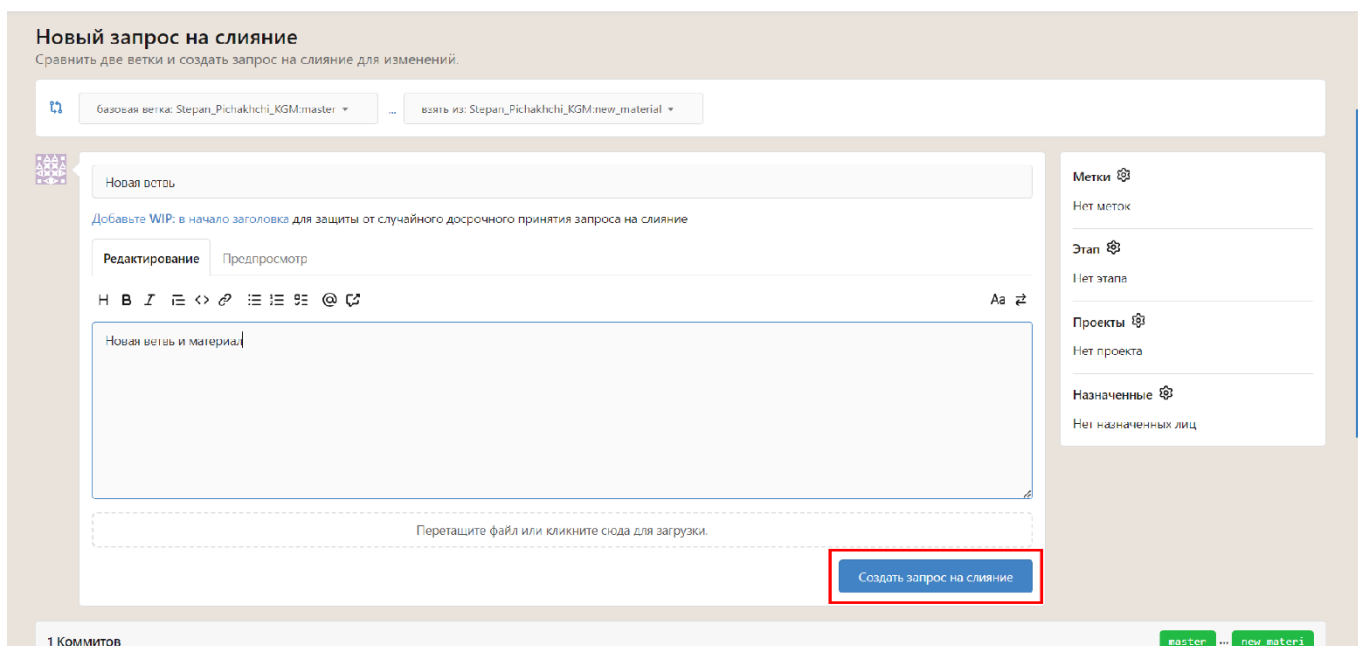 Новый запрос на слияние
Сравнить две ветки и создать запрос на слияние для изменений.
базовая ветка: Stepan_Pichakhchi_KGM:master
...
взять из: Stepan_Pichakhchi_KGM:new_material
Новая ветвь
Добавьте WIP: в начало заголовка для защиты от случайного досрочного принятия запроса на слияние
Редактирование
Предпросмотр
H B I <> @ Aa
Новая ветвь и материал
Перетащите файл или кликните сюда для загрузки.
Создать запрос на слияние
Метки
Нет меток
Этап
Нет этапа
Проекты
Нет проекта
Назначенные
Нет назначенных лиц
1 Коммитов
master ... new_materi